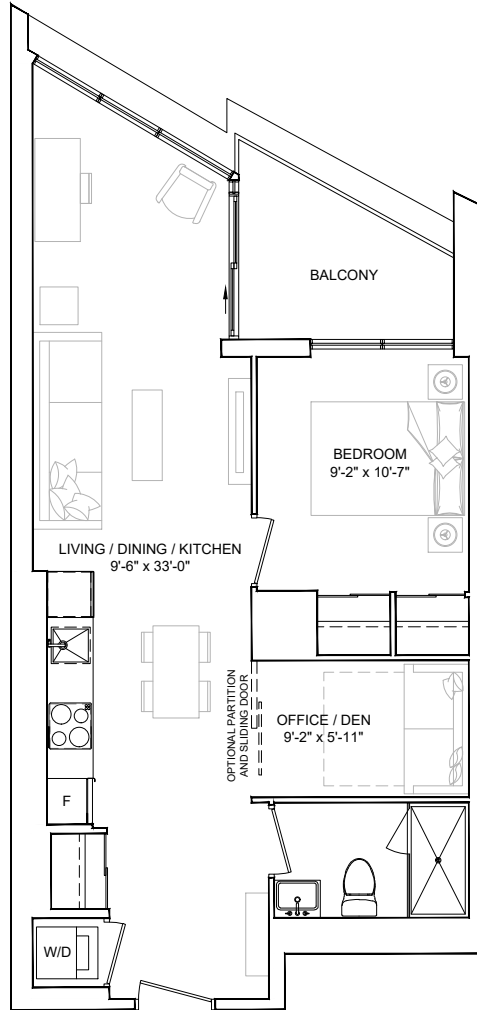 BALCONY
BEDROOM
9'-2" x 10'-7"
LIVING / DINING / KITCHEN
9'-6" x 33'-0"
OPTIONAL PARTITION
AND SLIDING DOOR
OFFICE / DEN
9'-2" x 5'-11"
F
W/D